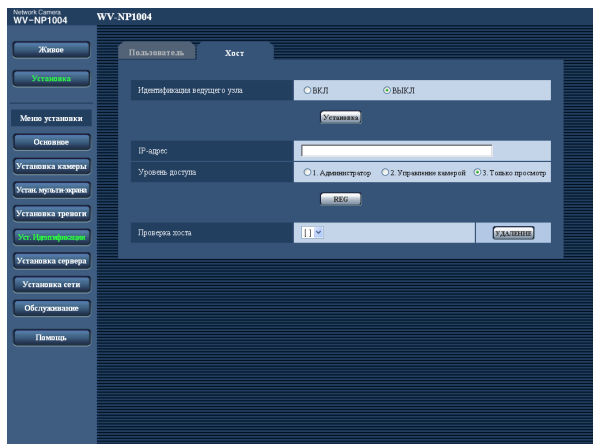 Network Camera
WV-NP1004
WV-NP1004
Живое
Установка
Меню установки
Основное
Установка камеры
Устан. мульти-экрана
Установка тревоги
Уст. Идентификации
Установка сервера
Установка сети
Обслуживание
Помощь
Пользователь Хост
Идентификация ведущего узла ВКЛ ВЫКЛ
Установка
IP-адрес
Уровень доступа 1. Администратор 2. Управление камерой 3. Только просмотр
REG
Проверка хоста [ ] УДАЛЕНИЕ